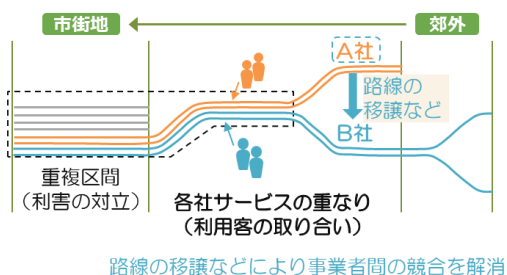 市街地
郊外
A社
路線の
移譲など
B社
重複区間
（利害の対立）
各社サービスの重なり
（利用客の取り合い）
路線の移譲などにより事業者間の競合を解消